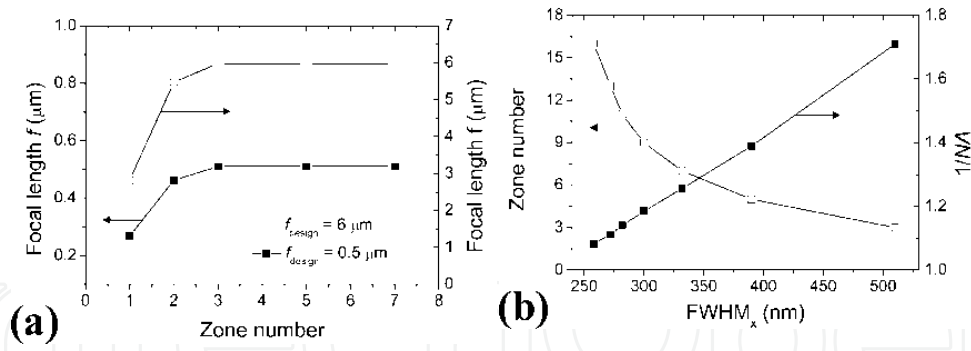 1.0
0.8
0.6
0.4
0.2
Focal length f (μm)
7
6
5
4
3
2
1
0
Focal length f (μm)
f design = 6 μm
f design = 0.5 μm
0 1 2 3 4 5 6 7 8
Zone number
(a)
18
15
12
9
6
3
0
Zone number
1.8
1.6
1.4
1.2
1.0
1/NA
250 300 350 400 450 500
FWHMx (nm)
(b)